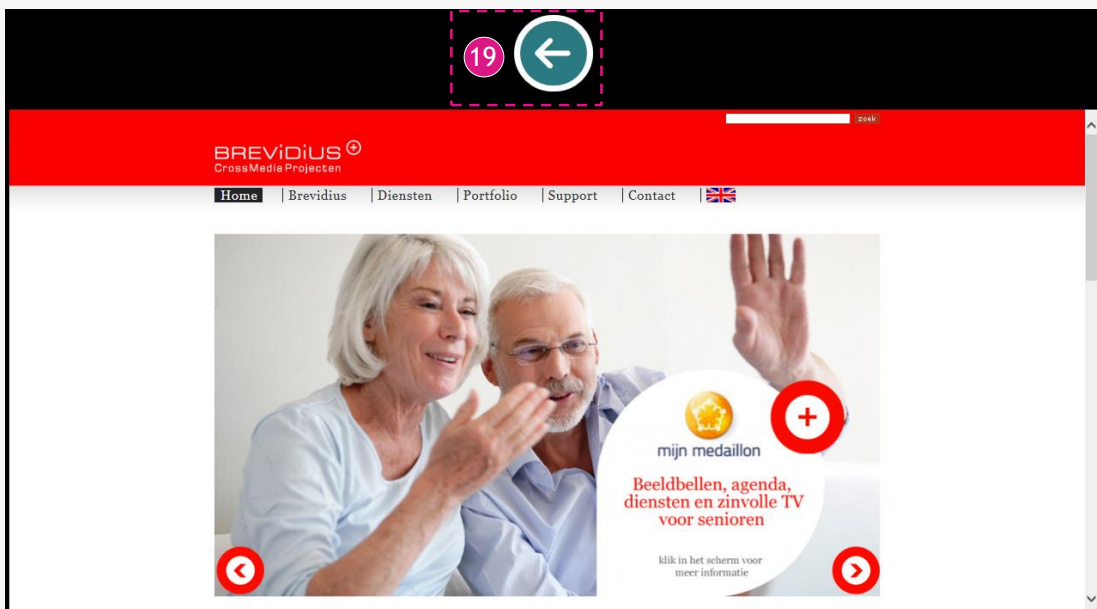 19
zoek
BREViDiUS
CrossMedia Projecten
Home | Brevidius | Diensten | Portfolio | Support | Contact |
mijn medaillon
Beeldbellen, agenda,
diensten en zinvolle TV
voor senioren
klik in het scherm voor
meer informatie